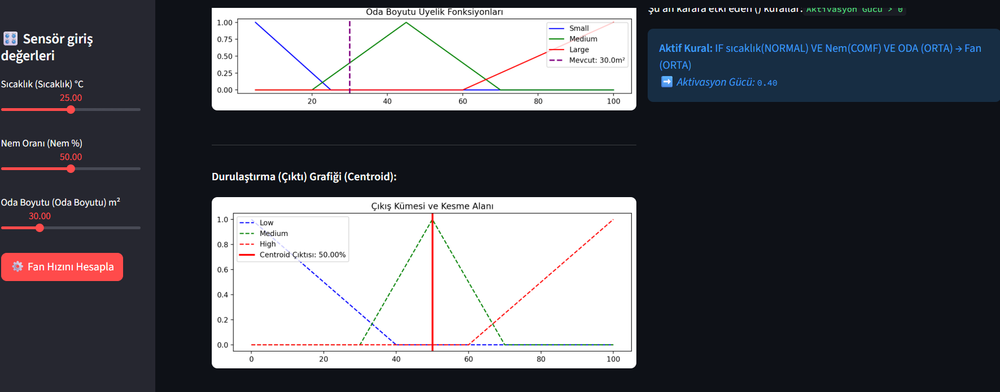 Sensör giriş
değerleri
Sıcaklık (Sıcaklık) °C
25.00
Nem Oranı (Nem %)
50.00
Oda Boyutu (Oda Boyutu) m²
30.00
Fan Hızını Hesapla
Oda Boyutu Üyelik Fonksiyonları
1.00
0.75
0.50
0.25
0.00
20
40
60
80
100
Small
Medium
Large
Mevcut: 30.0m²
Durulaştırma (Çıktı) Grafiği (Centroid):
Çıkış Kümesi ve Kesme Alanı
1.0
0.8
0.6
0.4
0.2
0.0
0
20
40
60
80
100
Low
Medium
High
Centroid Çıktısı: 50.00%
Şu an karara etki eden () kurallar: Aktivasyon Gücü > 0
Aktif Kural: IF sıcaklık(NORMAL) VE Nem(COMF) VE ODA (ORTA) → Fan
(ORTA)
Aktivasyon Gücü: 0.40